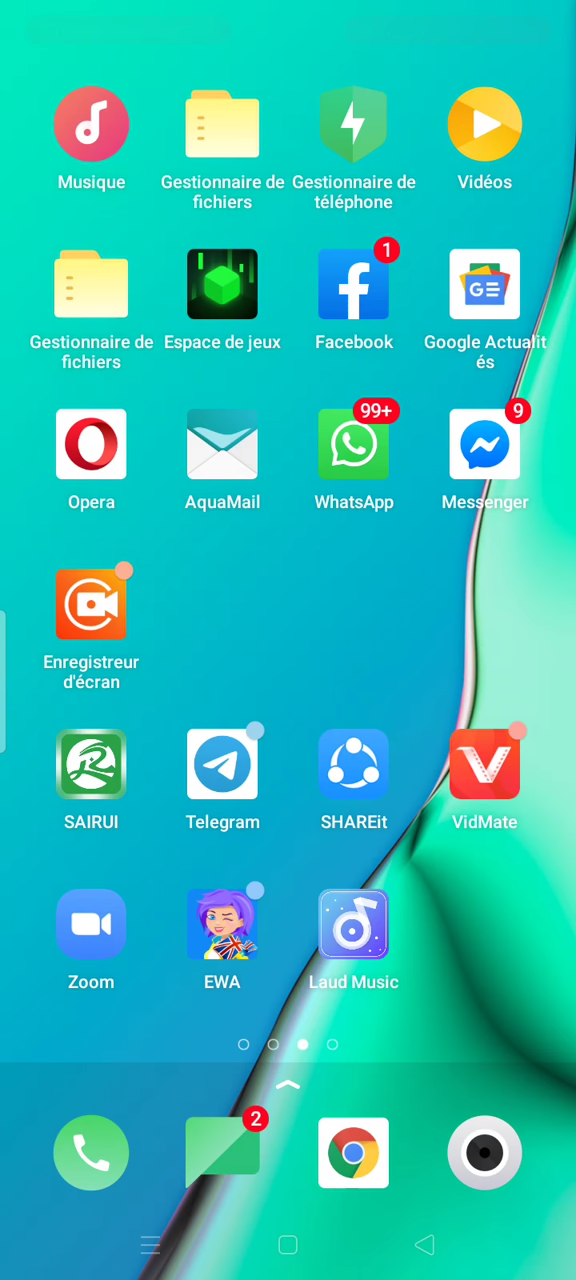 Musique
Gestionnaire de
fichiers
Gestionnaire de
téléphone
Vidéos
Gestionnaire de
fichiers
Espace de jeux
1
Facebook
GE
Google Actualit
és
Opera
AquaMail
99+
WhatsApp
9
Messenger
Enregistreur
d'écran
SAIRUI
Telegram
SHAREit
VidMate
Zoom
EWA
Laud Music
2